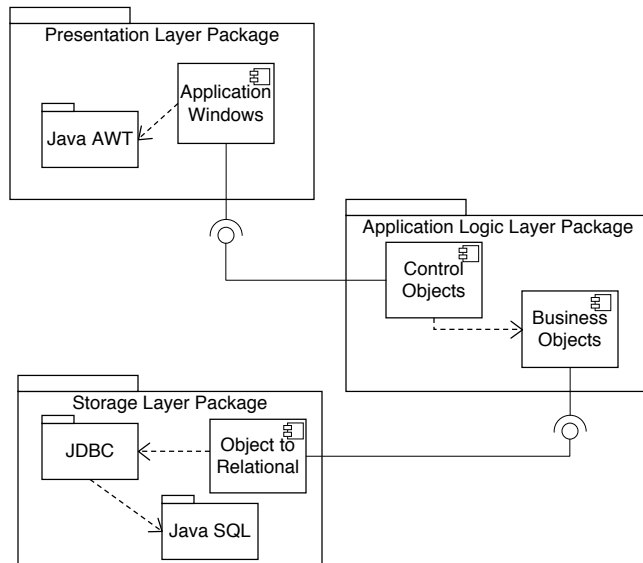 Presentation Layer Package
Application
Windows
Java AWT
Application Logic Layer Package
Control
Objects
Business
Objects
Storage Layer Package
JDBC
Object to
Relational
Java SQL